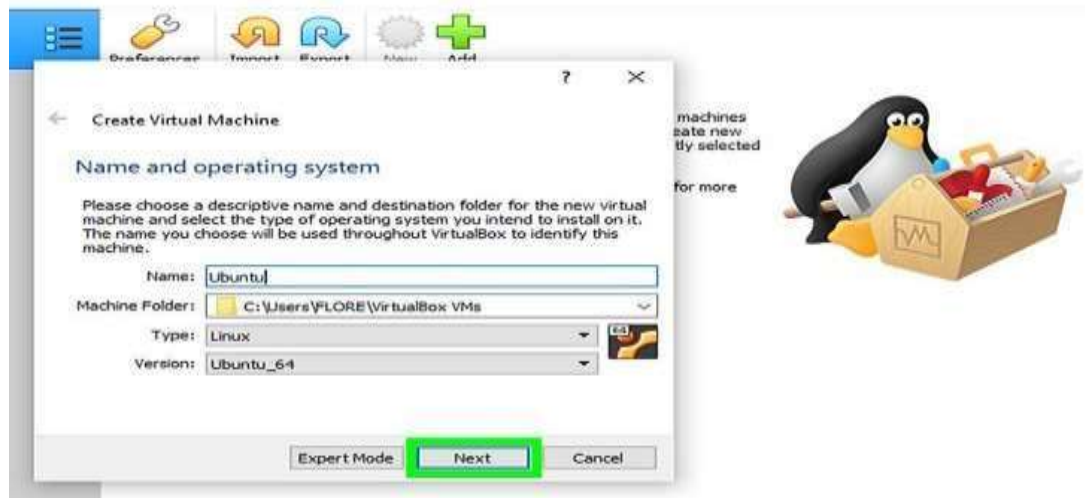 Preferences Import Export New Add
? ×
Create Virtual Machine
Name and operating system
Please choose a descriptive name and destination folder for the new virtual
machine and select the type of operating system you intend to install on it.
The name you choose will be used throughout VirtualBox to identify this
machine.
Name: Ubuntu
Machine Folder: C:\Users\FLORE\VirtualBox VMs
Type: Linux
64
Version: Ubuntu_64
Expert Mode Next Cancel
machines
eate new
tly selected
for more